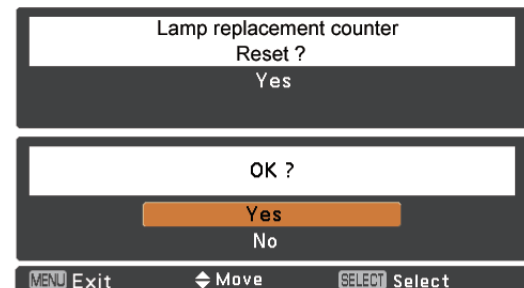 Lamp replacement counter
Reset ?
Yes
OK ?
Yes
No
MENU Exit Move SELECT Select